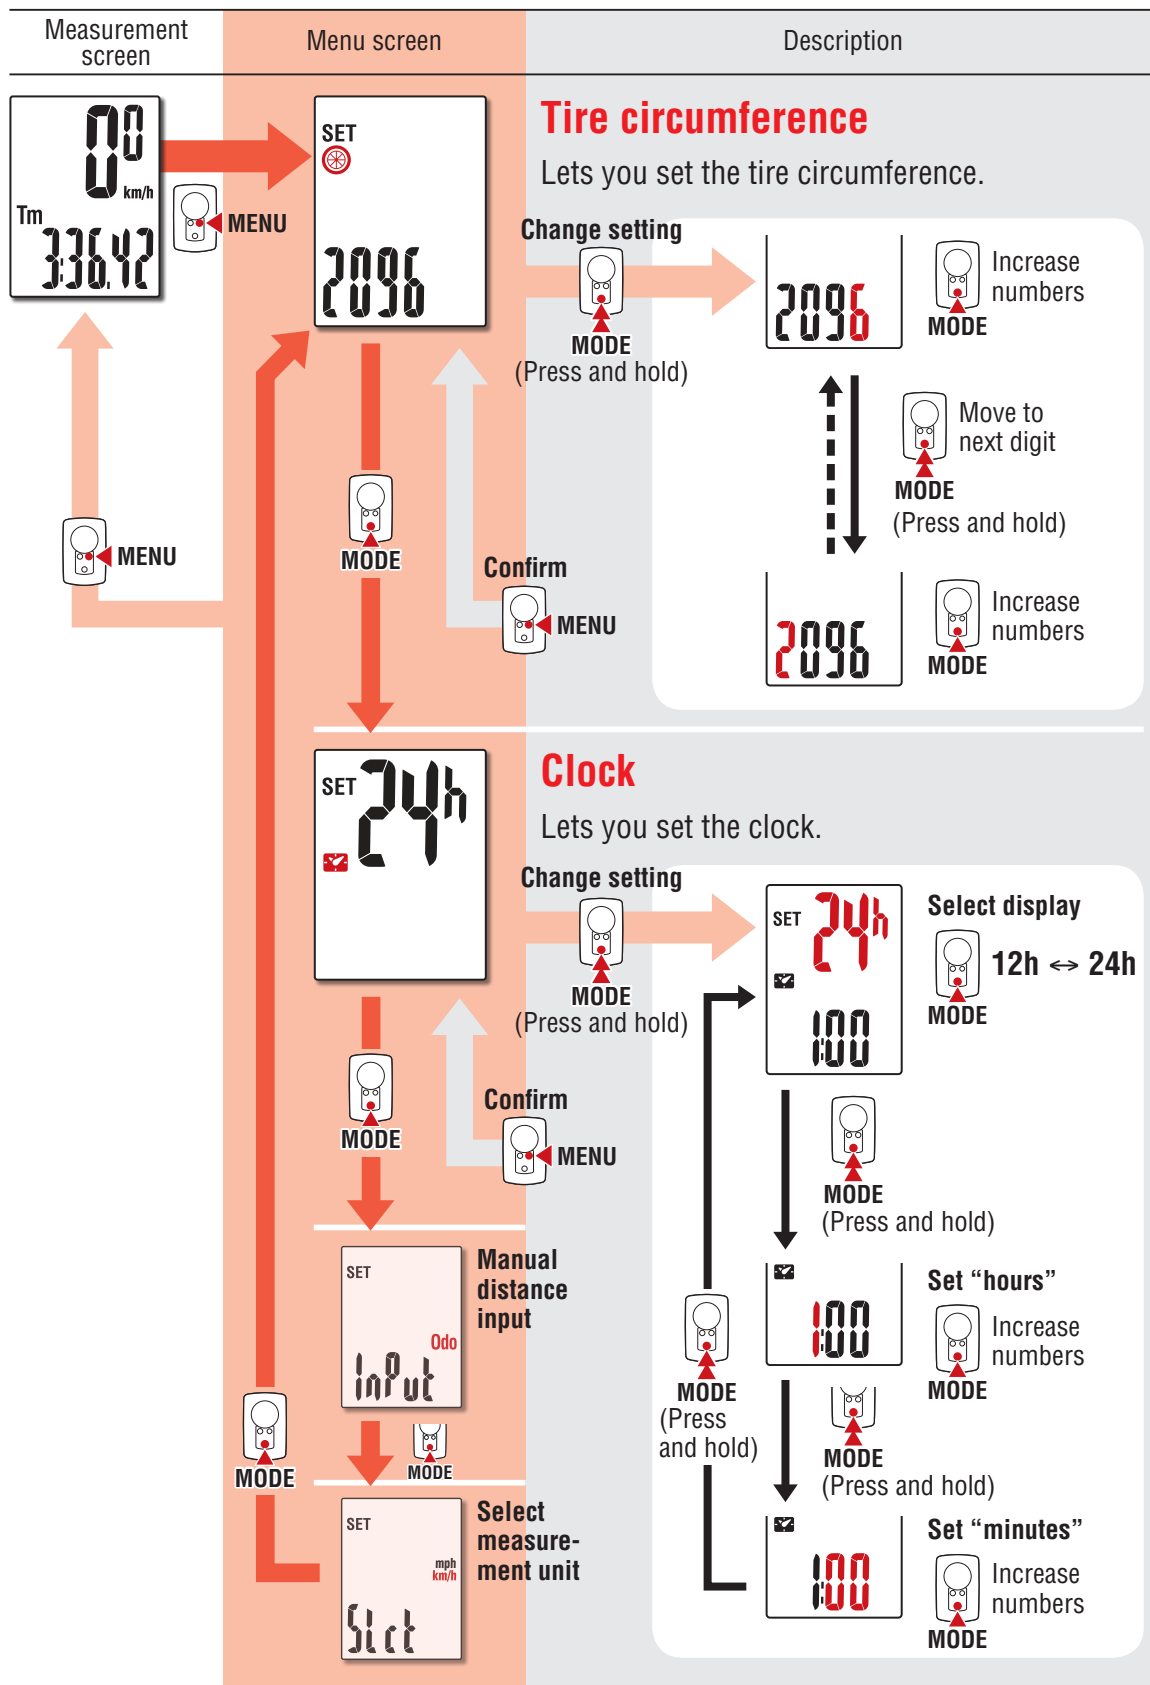 Measurement
screen
Menu screen
Description
0 0
km/h
Tm
3:36.42
MENU
SET
2096
Tire circumference
Lets you set the tire circumference.
Change setting
MODE
(Press and hold)
2096
Increase
numbers
MODE
Move to
next digit
MODE
(Press and hold)
2096
Increase
numbers
MODE
MENU
MODE
Confirm
MENU
SET
24h
Clock
Lets you set the clock.
Change setting
MODE
(Press and hold)
SET
24h
1:00
Select display
12h ↔ 24h
MODE
MODE
Confirm
MENU
MODE
(Press and hold)
1:00
Set “hours”
Increase
numbers
MODE
MODE
(Press
and hold)
MODE
(Press and hold)
1:00
Set “minutes”
Increase
numbers
MODE
SET
Odo
inPut
Manual
distance
input
MODE
MODE
SET
mph
km/h
Slct
Select
measure-
ment unit